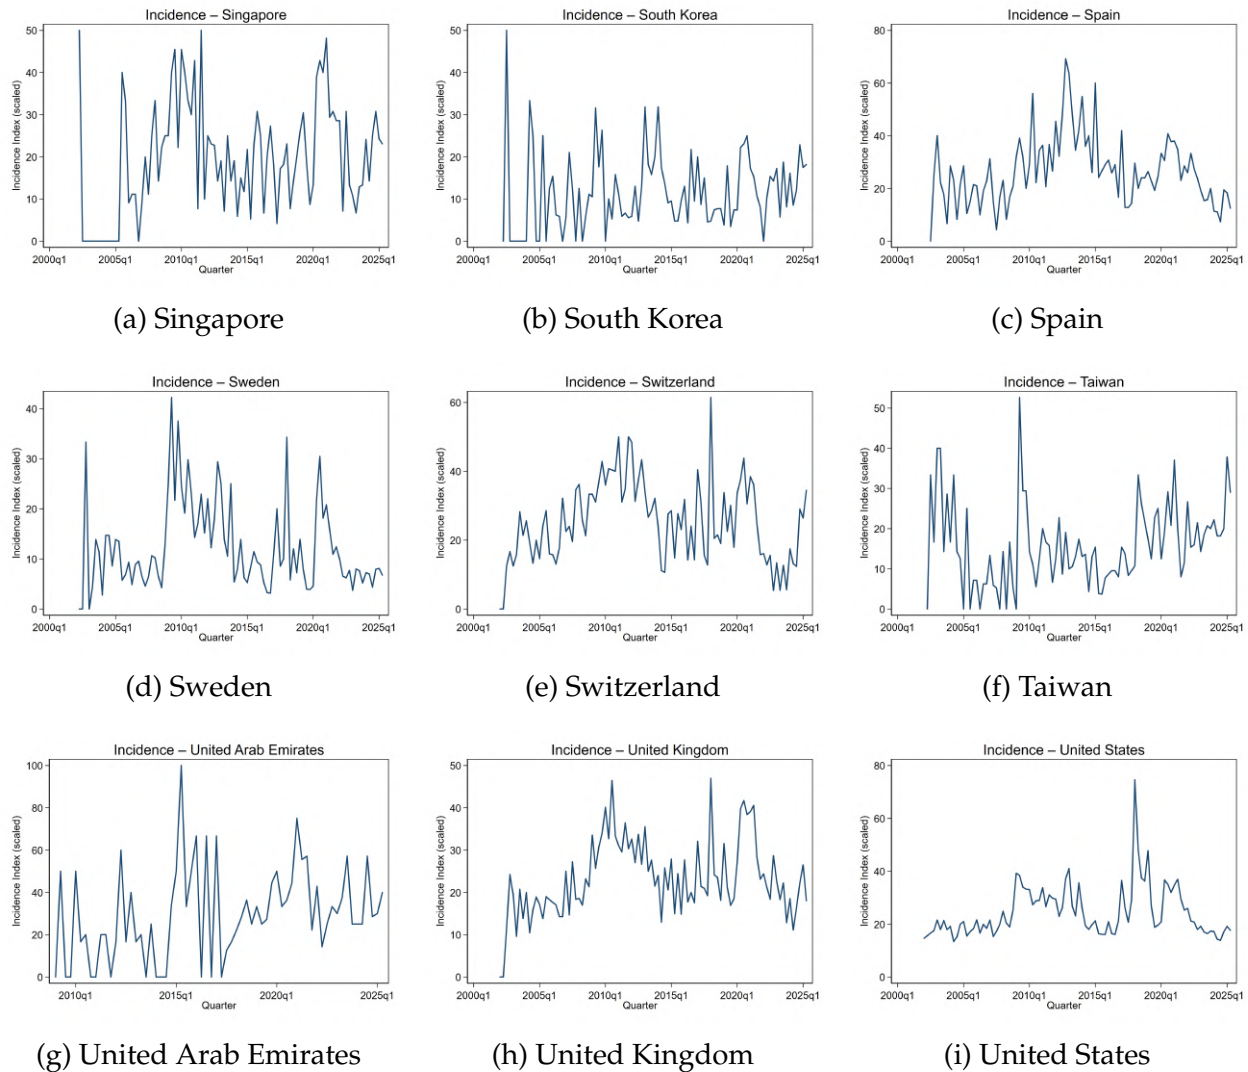 Incidence – Singapore
Incidence Index (scaled)
50
40
30
20
10
0
2000q1 2005q1 2010q1 2015q1 2020q1 2025q1
Quarter
(a) Singapore
Incidence – South Korea
Incidence Index (scaled)
50
40
30
20
10
0
2000q1 2005q1 2010q1 2015q1 2020q1 2025q1
Quarter
(b) South Korea
Incidence – Spain
Incidence Index (scaled)
80
60
40
20
0
2000q1 2005q1 2010q1 2015q1 2020q1 2025q1
Quarter
(c) Spain
Incidence – Sweden
Incidence Index (scaled)
40
30
20
10
0
2000q1 2005q1 2010q1 2015q1 2020q1 2025q1
Quarter
(d) Sweden
Incidence – Switzerland
Incidence Index (scaled)
60
40
20
0
2000q1 2005q1 2010q1 2015q1 2020q1 2025q1
Quarter
(e) Switzerland
Incidence – Taiwan
Incidence Index (scaled)
50
40
30
20
10
0
2000q1 2005q1 2010q1 2015q1 2020q1 2025q1
Quarter
(f) Taiwan
Incidence – United Arab Emirates
Incidence Index (scaled)
100
80
60
40
20
0
2010q1 2015q1 2020q1 2025q1
Quarter
(g) United Arab Emirates
Incidence – United Kingdom
Incidence Index (scaled)
50
40
30
20
10
0
2000q1 2005q1 2010q1 2015q1 2020q1 2025q1
Quarter
(h) United Kingdom
Incidence – United States
Incidence Index (scaled)
80
60
40
20
0
2000q1 2005q1 2010q1 2015q1 2020q1 2025q1
Quarter
(i) United States